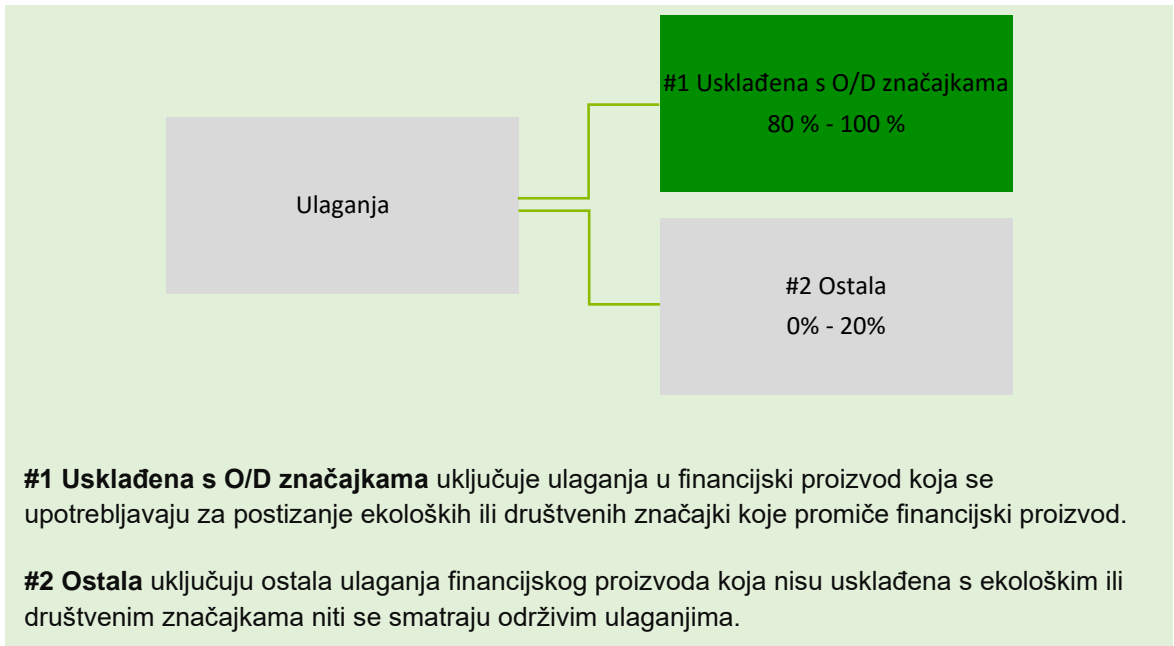 #1 Usklađena s O/D značajkama
80 % - 100 %
Ulaganja
#2 Ostala
0% - 20%
#1 Usklađena s O/D značajkama uključuje ulaganja u financijski proizvod koja se
upotrebljavaju za postizanje ekoloških ili društvenih značajki koje promiče financijski proizvod.
#2 Ostala uključuju ostala ulaganja financijskog proizvoda koja nisu usklađena s ekološkim ili
društvenim značajkama niti se smatraju održivim ulaganjima.